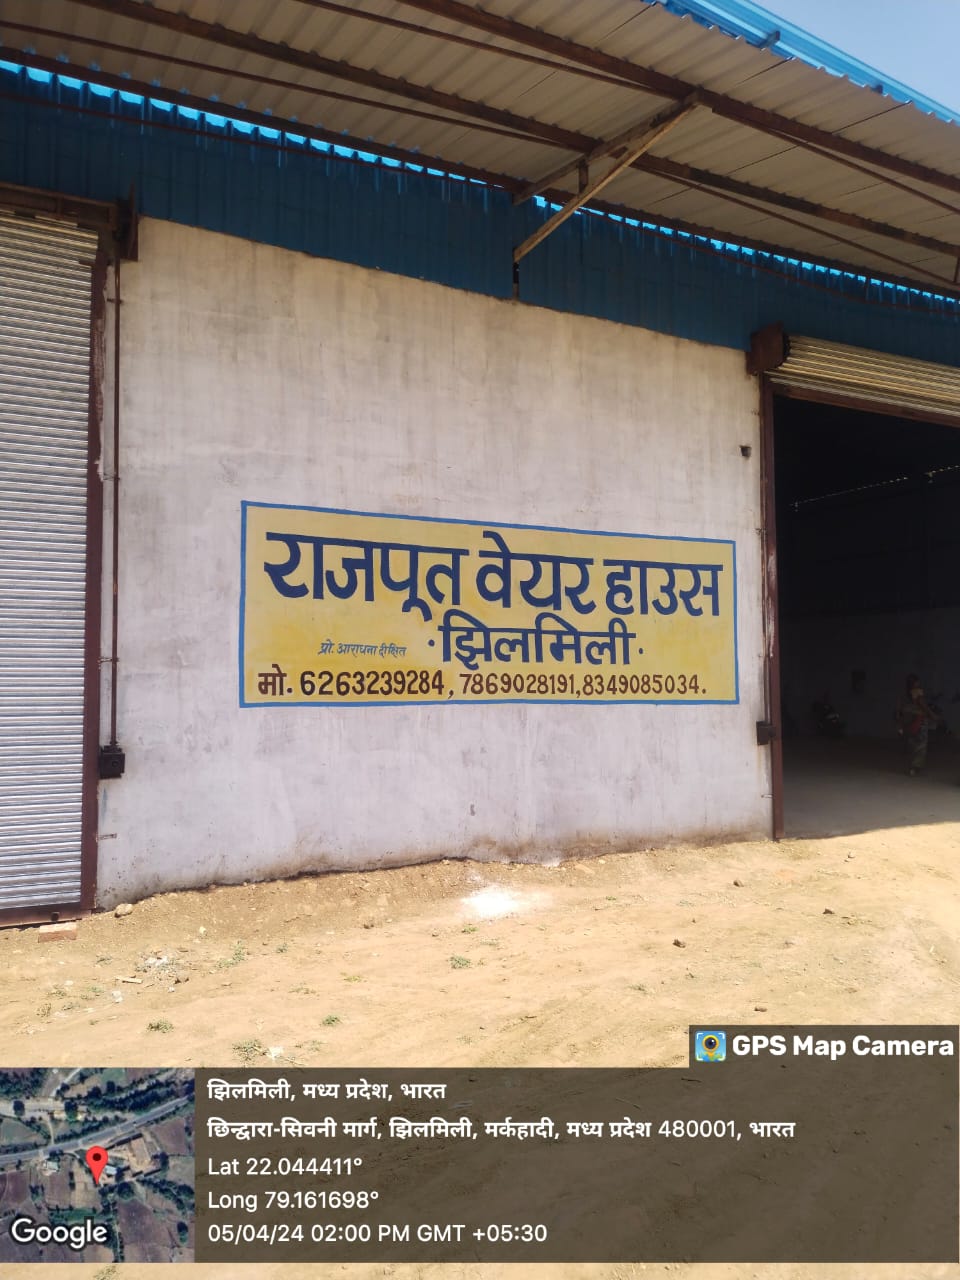 राजपूत वेयर हाउस
·झिलमिली·
प्रो. आराधना दीक्षित
मो. 6263239284, 7869028191, 8349085034.
GPS Map Camera
झिलमिली, मध्य प्रदेश, भारत
छिन्द्वारा-सिवनी मार्ग, झिलमिली, मर्कहादी, मध्य प्रदेश 480001, भारत
Lat 22.044411°
Long 79.161698°
05/04/24 02:00 PM GMT +05:30
Google